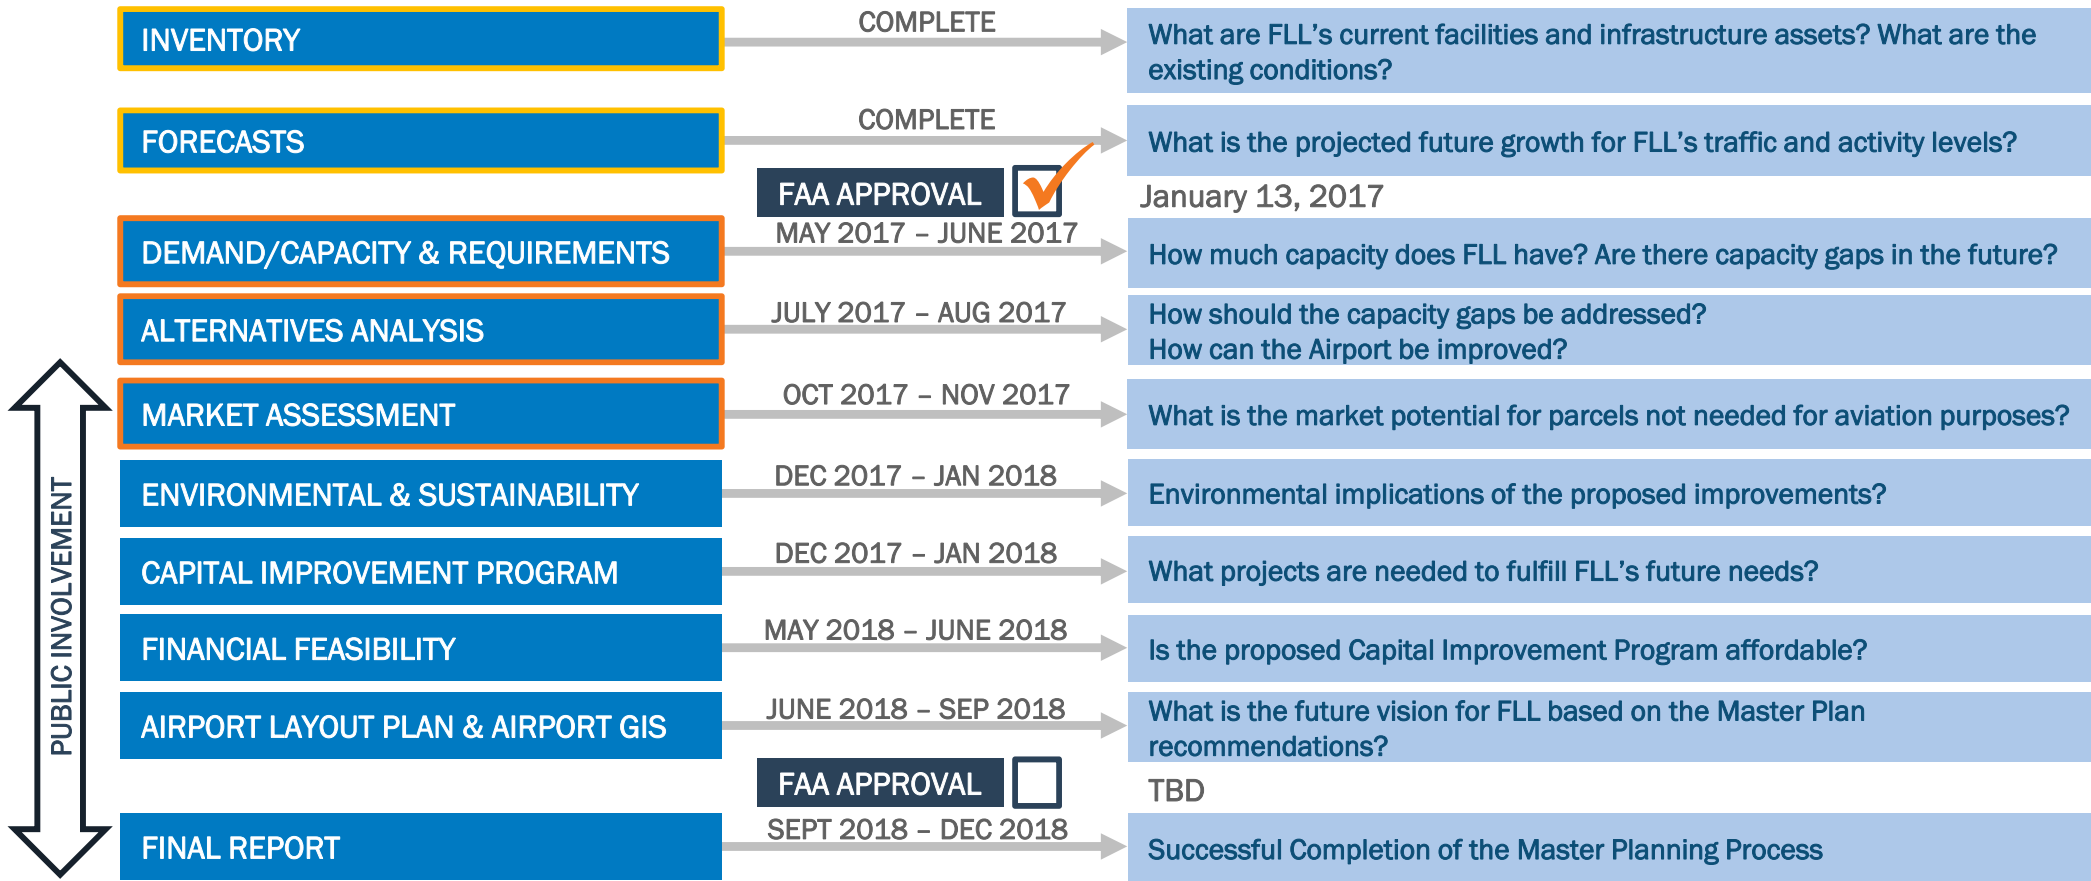 INVENTORY
COMPLETE
What are FLL's current facilities and infrastructure assets? What are the
existing conditions?
FORECASTS
COMPLETE
What is the projected future growth for FLL's traffic and activity levels?
FAA APPROVAL
January 13, 2017
DEMAND/CAPACITY & REQUIREMENTS
MAY 2017 – JUNE 2017
How much capacity does FLL have? Are there capacity gaps in the future?
ALTERNATIVES ANALYSIS
JULY 2017 – AUG 2017
How should the capacity gaps be addressed?
How can the Airport be improved?
MARKET ASSESSMENT
OCT 2017 – NOV 2017
What is the market potential for parcels not needed for aviation purposes?
ENVIRONMENTAL & SUSTAINABILITY
DEC 2017 – JAN 2018
Environmental implications of the proposed improvements?
CAPITAL IMPROVEMENT PROGRAM
DEC 2017 – JAN 2018
What projects are needed to fulfill FLL's future needs?
FINANCIAL FEASIBILITY
MAY 2018 – JUNE 2018
Is the proposed Capital Improvement Program affordable?
AIRPORT LAYOUT PLAN & AIRPORT GIS
JUNE 2018 – SEP 2018
What is the future vision for FLL based on the Master Plan
recommendations?
FAA APPROVAL
TBD
FINAL REPORT
SEPT 2018 – DEC 2018
Successful Completion of the Master Planning Process
PUBLIC INVOLVEMENT